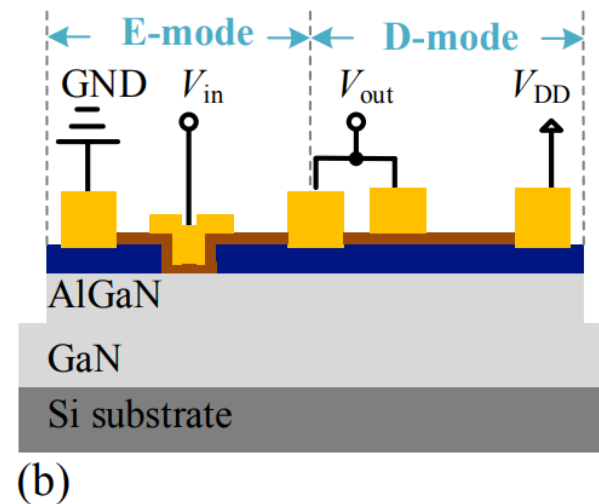 E-mode D-mode
GND Vin Vout VDD
AlGaN
GaN
Si substrate
(b)